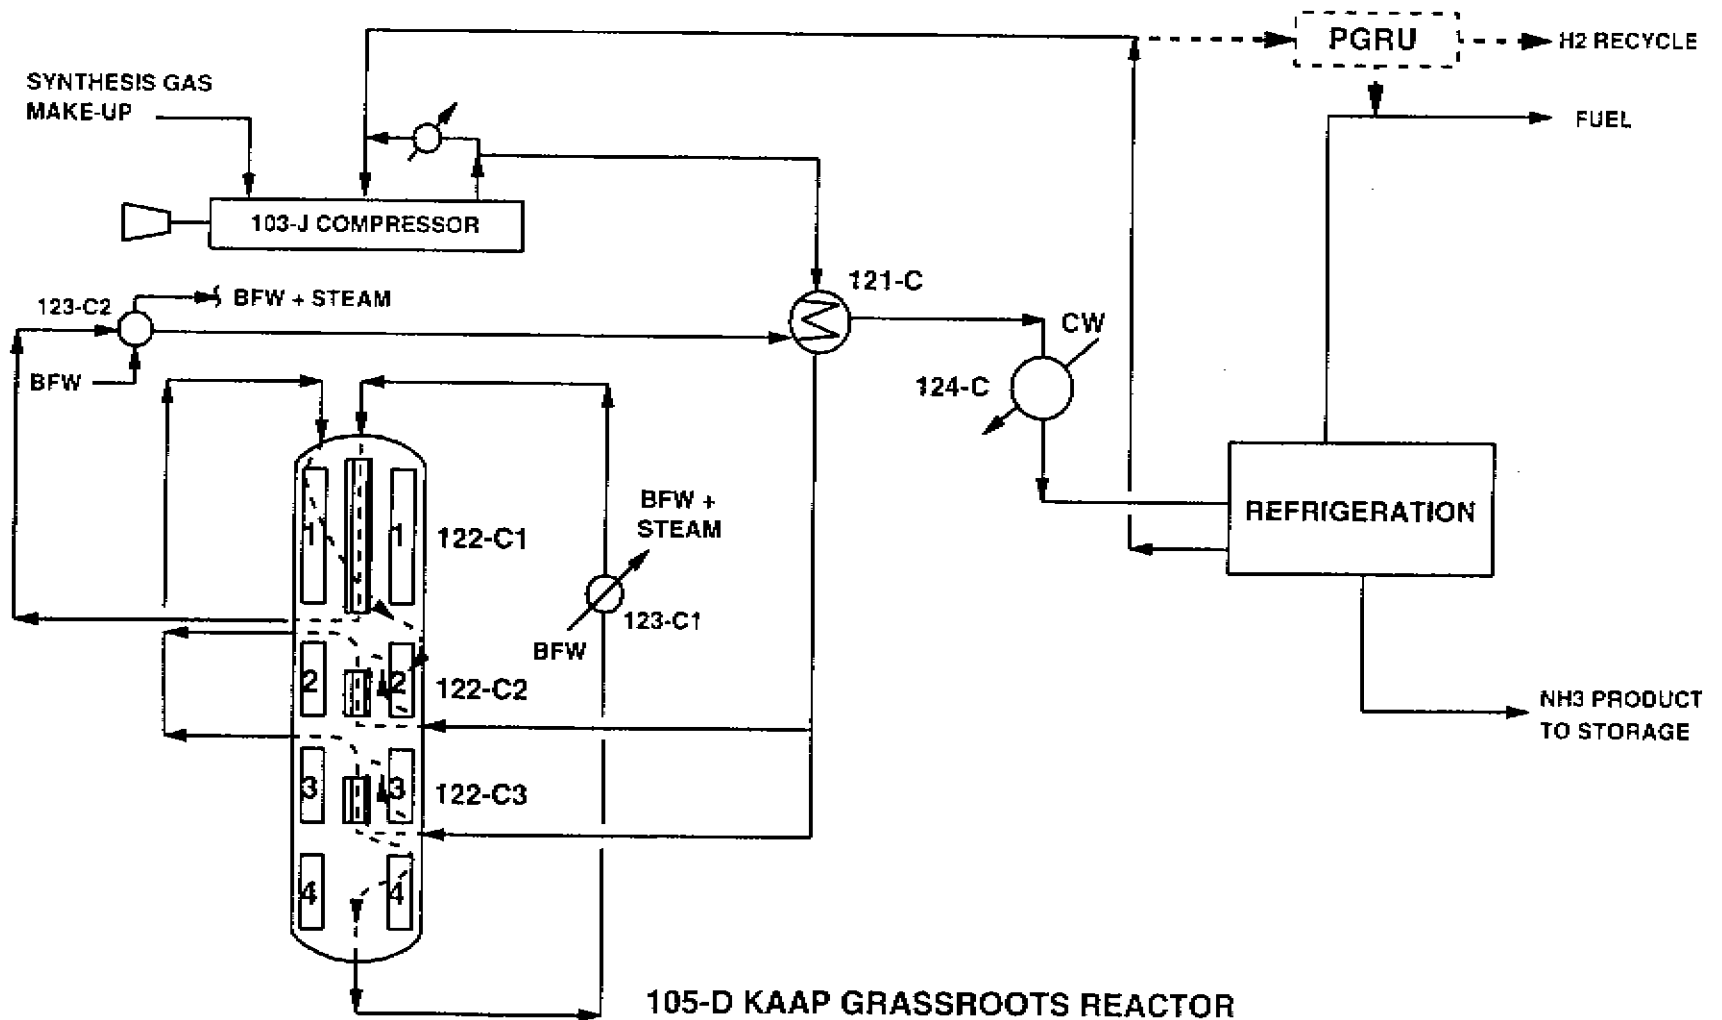 PGRU
H2 RECYCLE
SYNTHESIS GAS
MAKE-UP
FUEL
103-J COMPRESSOR
121-C
123-C2
BFW + STEAM
CW
BFW
124-C
BFW +
STEAM
REFRIGERATION
1
1
122-C1
123-C1
BFW
2
2
122-C2
NH3 PRODUCT
TO STORAGE
3
3
122-C3
4
4
105-D KAAP GRASSROOTS REACTOR